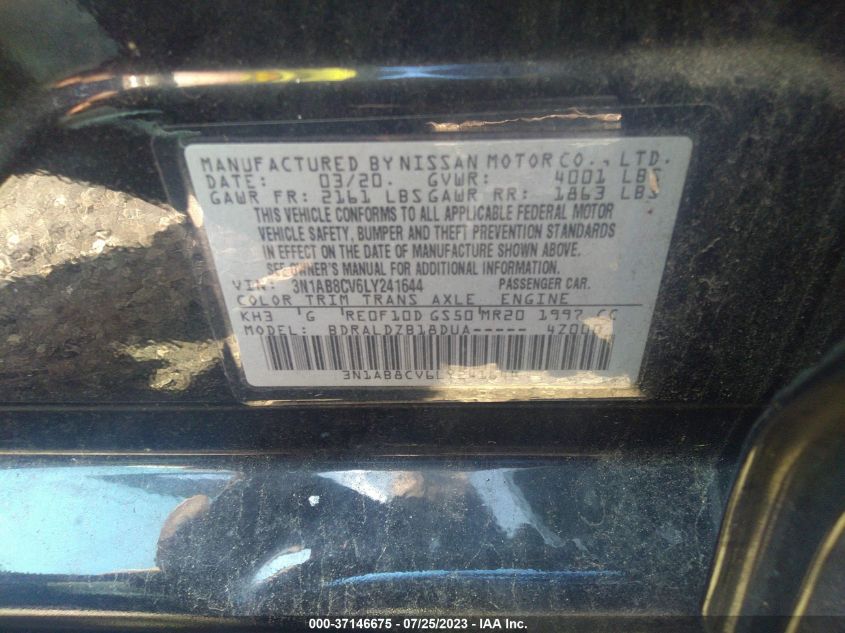 MANUFACTURED BY NISSAN MOTOR CO., LTD.
DATE: 03/20. GVWR: 4001 LBS
GAWR FR: 2161 LBS GAWR RR: 1863 LBS
THIS VEHICLE CONFORMS TO ALL APPLICABLE FEDERAL MOTOR
VEHICLE SAFETY, BUMPER AND THEFT PREVENTION STANDARDS
IN EFFECT ON THE DATE OF MANUFACTURE SHOWN ABOVE.
SEE OWNER'S MANUAL FOR ADDITIONAL INFORMATION.
VIN: 3N1AB8CV6LY241644 PASSENGER CAR.
COLOR TRIM TRANS AXLE ENGINE
KH3 G RE0F10D GS50 MR20 1997 CC
MODEL: BDRALDZB18DUA-----
000-37146675 | 07/25/2023 | © IAA Inc.